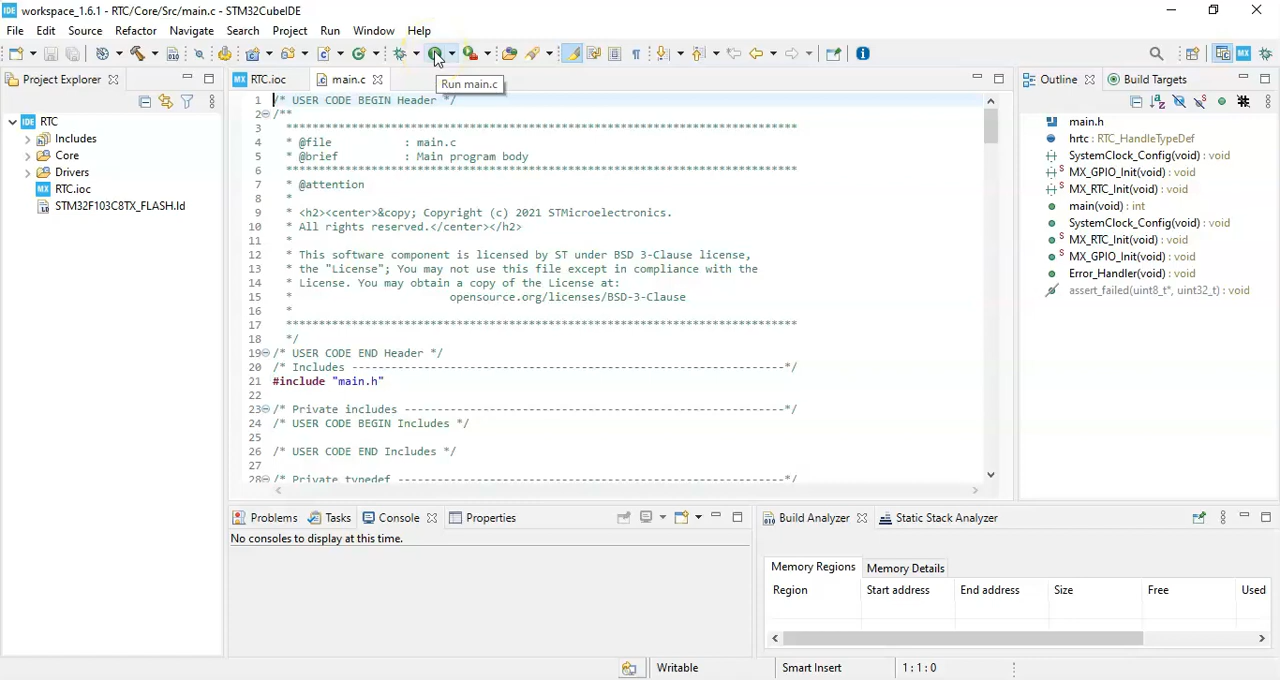 workspace_1.6.1 - RTC/Core/Src/main.c - STM32CubeIDE
File Edit Source Refactor Navigate Search Project Run Window Help
Run main.c
Project Explorer
RTC
Includes
Core
Drivers
RTC.ioc
STM32F103C8TX_FLASH.ld
RTC.ioc main.c
1 /* USER CODE BEGIN Header */
2 /**
3 ******************************************************************************
4 * @file : main.c
5 * @brief : Main program body
6 ******************************************************************************
7 * @attention
8 *
9 * <h2><center>&copy; Copyright (c) 2021 STMicroelectronics.
10 * All rights reserved.</center></h2>
11 *
12 * This software component is licensed by ST under BSD 3-Clause license,
13 * the "License"; You may not use this file except in compliance with the
14 * License. You may obtain a copy of the License at:
15 * opensource.org/licenses/BSD-3-Clause
16 *
17 ******************************************************************************
18 */
19 /* USER CODE END Header */
20 /* Includes ------------------------------------------------------------------*/
21 #include "main.h"
22
23 /* Private includes ----------------------------------------------------------*/
24 /* USER CODE BEGIN Includes */
25
26 /* USER CODE END Includes */
27
28 /* Private typedef -----------------------------------------------------------*/
Outline Build Targets
main.h
hrtc : RTC_HandleTypeDef
SystemClock_Config(void) : void
MX_GPIO_Init(void) : void
MX_RTC_Init(void) : void
main(void) : int
SystemClock_Config(void) : void
MX_RTC_Init(void) : void
MX_GPIO_Init(void) : void
Error_Handler(void) : void
assert_failed(uint8_t*, uint32_t) : void
Problems Tasks Console Properties
No consoles to display at this time.
Build Analyzer Static Stack Analyzer
Memory Regions Memory Details
Region Start address End address Size Free Used
Writable Smart Insert 1 : 1 : 0